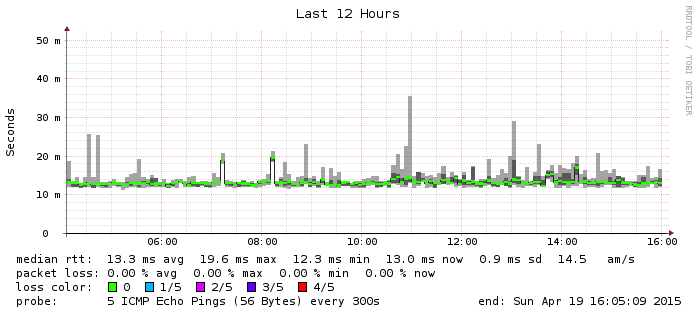 Last 12 Hours
RRDTOOL / TOBI OETIKER
Seconds
50 m
40 m
30 m
20 m
10 m
0
06:00 08:00 10:00 12:00 14:00 16:00
median rtt: 13.3 ms avg 19.6 ms max 12.3 ms min 13.0 ms now 0.9 ms sd 14.5 am/s
packet loss: 0.00 % avg 0.00 % max 0.00 % min 0.00 % now
loss color: 0 1/5 2/5 3/5 4/5
probe: 5 ICMP Echo Pings (56 Bytes) every 300s end: Sun Apr 19 16:05:09 2015